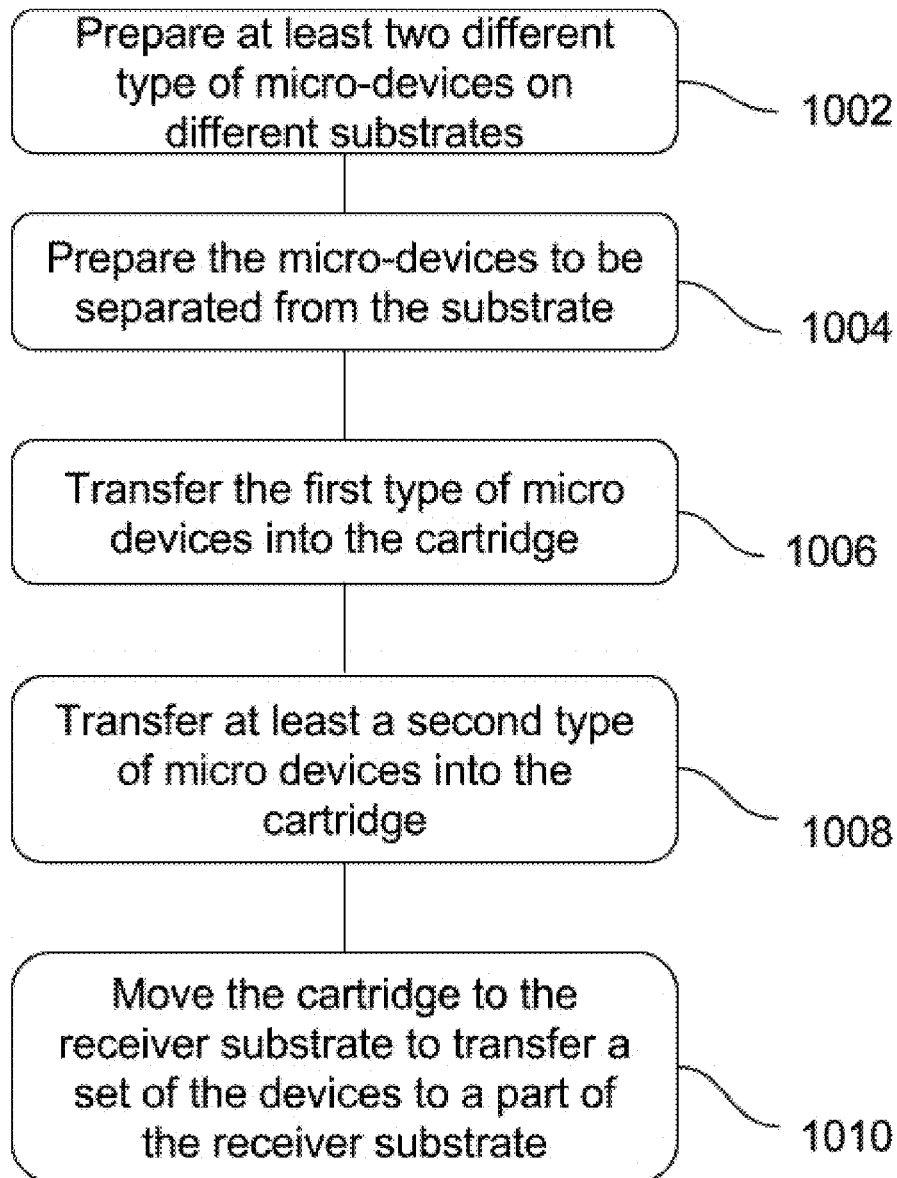 Prepare at least two different
type of micro-devices on
different substrates
1002
Prepare the micro-devices to be
separated from the substrate
1004
Transfer the first type of micro
devices into the cartridge
1006
Transfer at least a second type
of micro devices into the
cartridge
1008
Move the cartridge to the
receiver substrate to transfer a
set of the devices to a part of
the receiver substrate
1010